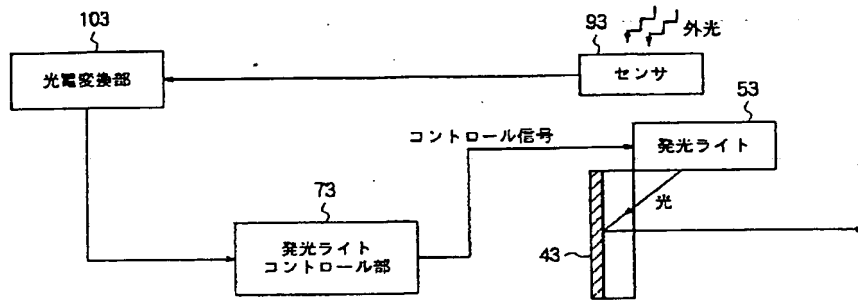 103
光電変換部
93
外光
センサ
53
発光ライト
コントロール信号
光
73
発光ライト
コントロール部
43